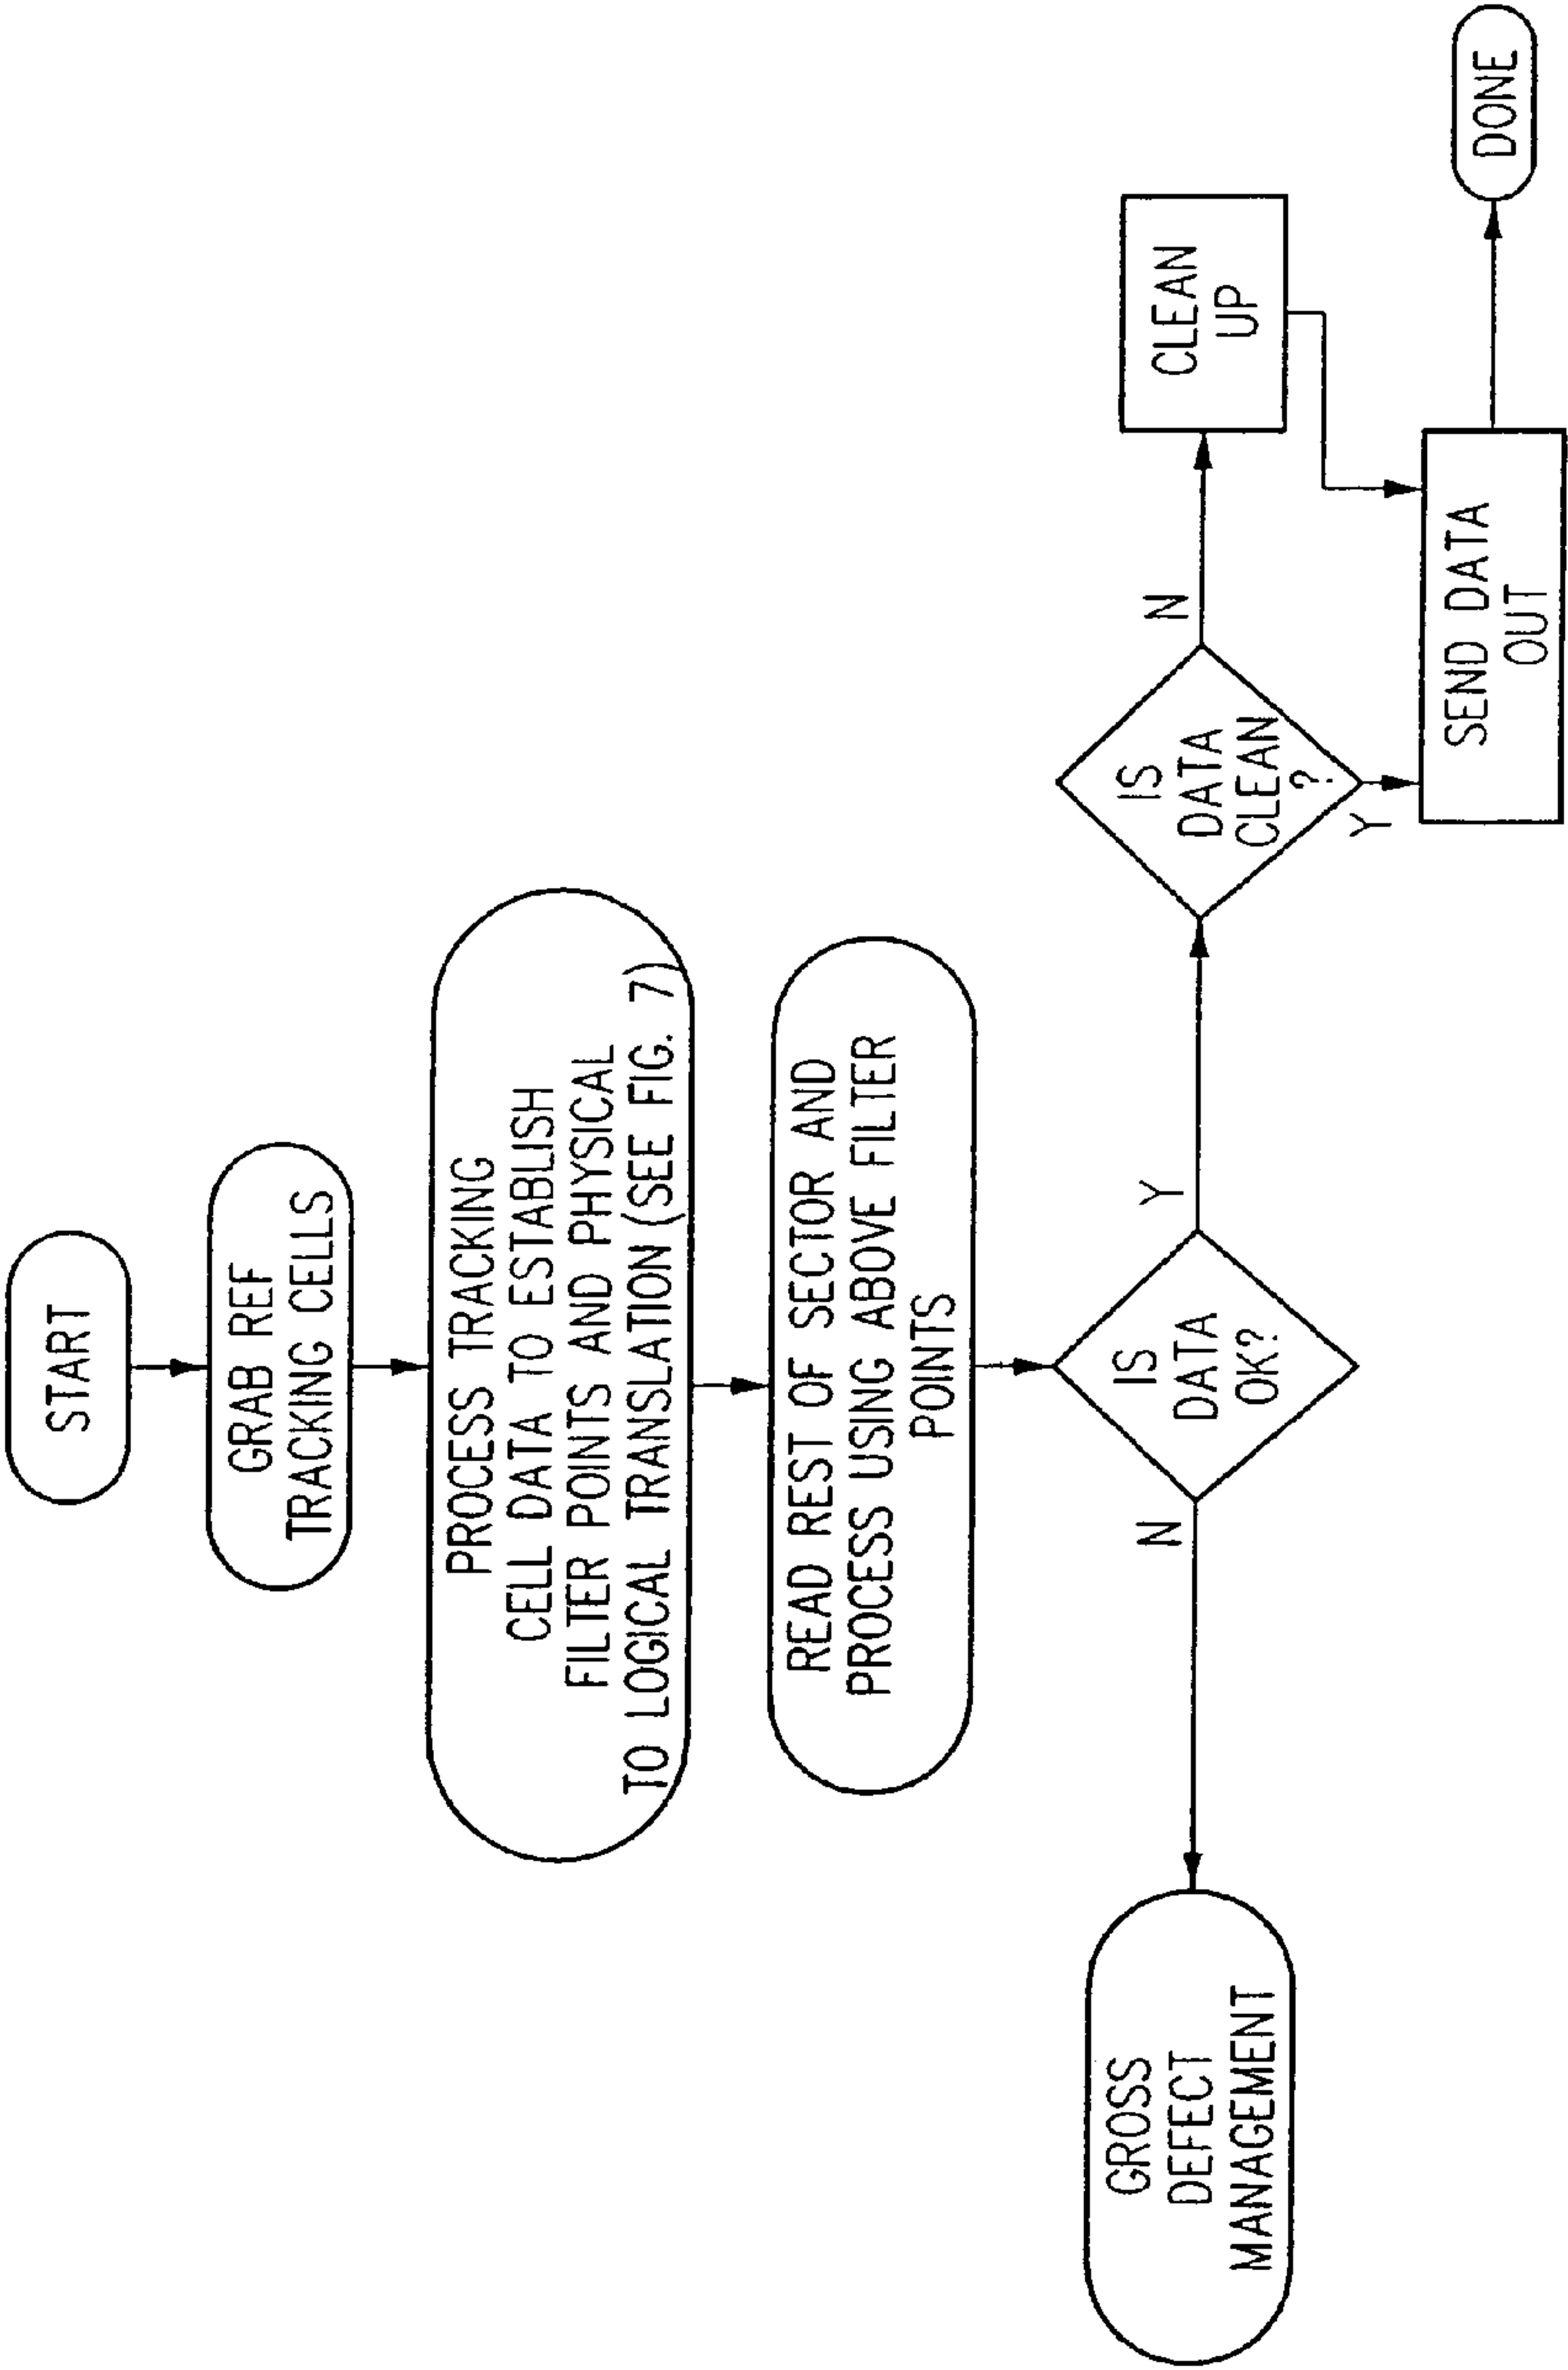 START
GRAB REF
TRACKING CELLS
PROCESS TRACKING
CELL DATA TO ESTABLISH
FILTER POINTS AND PHYSICAL
TO LOGICAL TRANSLATION (SEE FIG. 7)
READ REST OF SECTOR AND
PROCESS USING ABOVE FILTER
POINTS
IS
DATA
OK?
N
Y
GROSS
DEFECT
MANAGEMENT
IS
DATA
CLEAN
?
N
Y
CLEAN
UP
SEND DATA
OUT
DONE